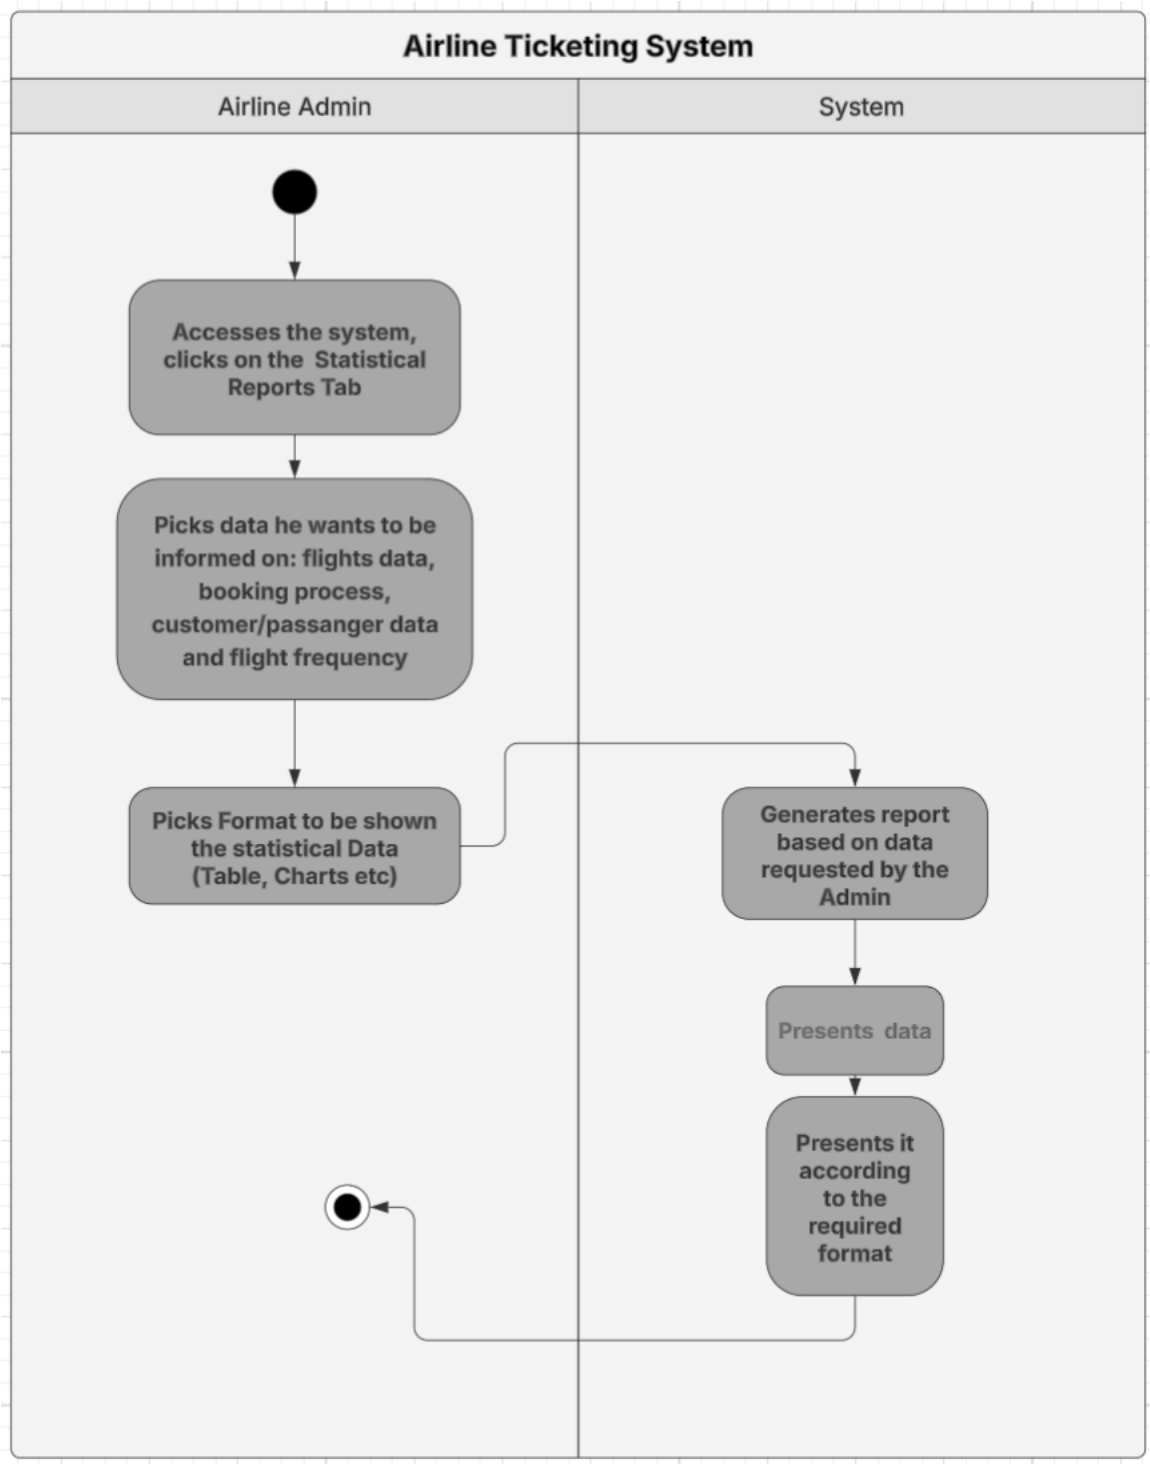 Airline Ticketing System
Airline Admin
System
Accesses the system,
clicks on the  Statistical
Reports Tab
Picks data he wants to be
informed on: flights data,
booking process,
customer/passanger data
and flight frequency
Picks Format to be shown
the statistical Data
(Table, Charts etc)
Generates report
based on data
requested by the
Admin
Presents  data
Presents it
according
to the
required
format